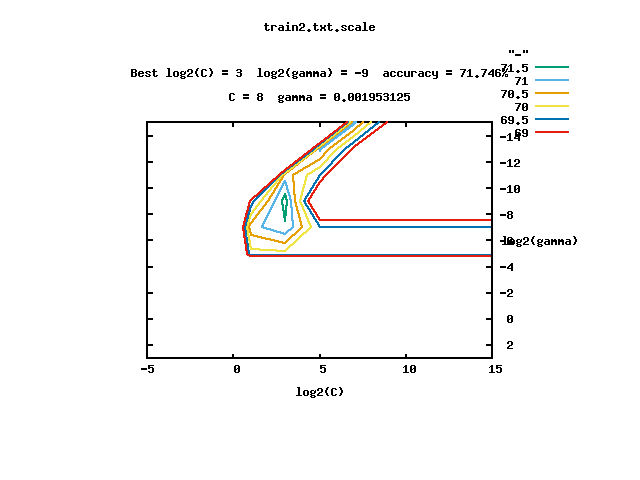 train2.txt.scale
"-"
Best log2(C) = 3 log2(gamma) = -9 accuracy = 71.746%
71.5
71
C = 8 gamma = 0.001953125
70.5
70
69.5
69
-14
-12
-10
-8
-6
log2(gamma)
-4
-2
0
2
-5 0 5 10 15
log2(C)